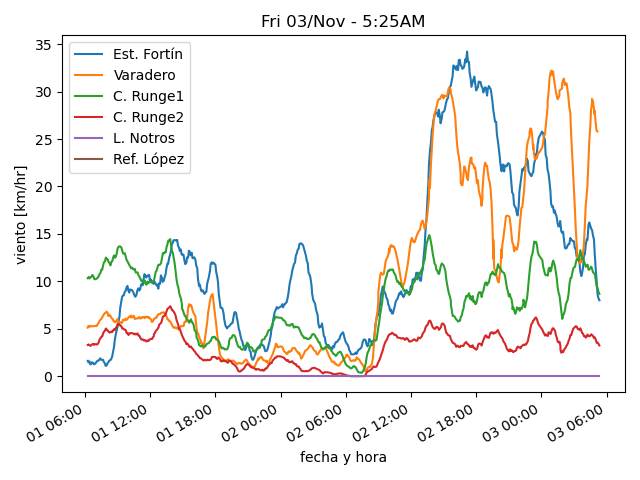 Fri 03/Nov - 5:25AM
Est. Fortín
Varadero
C. Runge1
C. Runge2
L. Notros
Ref. López
viento [km/hr]
35
30
25
20
15
10
5
0
01 06:00
01 12:00
01 18:00
02 00:00
02 06:00
02 12:00
02 18:00
03 00:00
03 06:00
fecha y hora